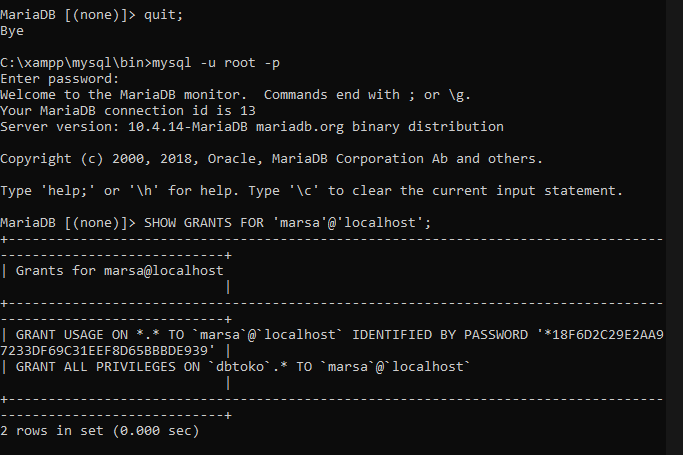 MariaDB [(none)]> quit;
Bye
C:\xampp\mysql\bin>mysql -u root -p
Enter password:
Welcome to the MariaDB monitor.  Commands end with ; or \g.
Your MariaDB connection id is 13
Server version: 10.4.14-MariaDB mariadb.org binary distribution
Copyright (c) 2000, 2018, Oracle, MariaDB Corporation Ab and others.
Type 'help;' or '\h' for help. Type '\c' to clear the current input statement.
MariaDB [(none)]> SHOW GRANTS FOR 'marsa'@'localhost';
+----------------------------------------------------------------------------------
----------------------------+
| Grants for marsa@localhost
                            |
+----------------------------------------------------------------------------------
----------------------------+
| GRANT USAGE ON *.* TO `marsa`@`localhost` IDENTIFIED BY PASSWORD '*18F6D2C29E2AA9
7233DF69C31EEF8D65BBBDE939' |
| GRANT ALL PRIVILEGES ON `dbtoko`.* TO `marsa`@`localhost`
                            |
+----------------------------------------------------------------------------------
----------------------------+
2 rows in set (0.000 sec)